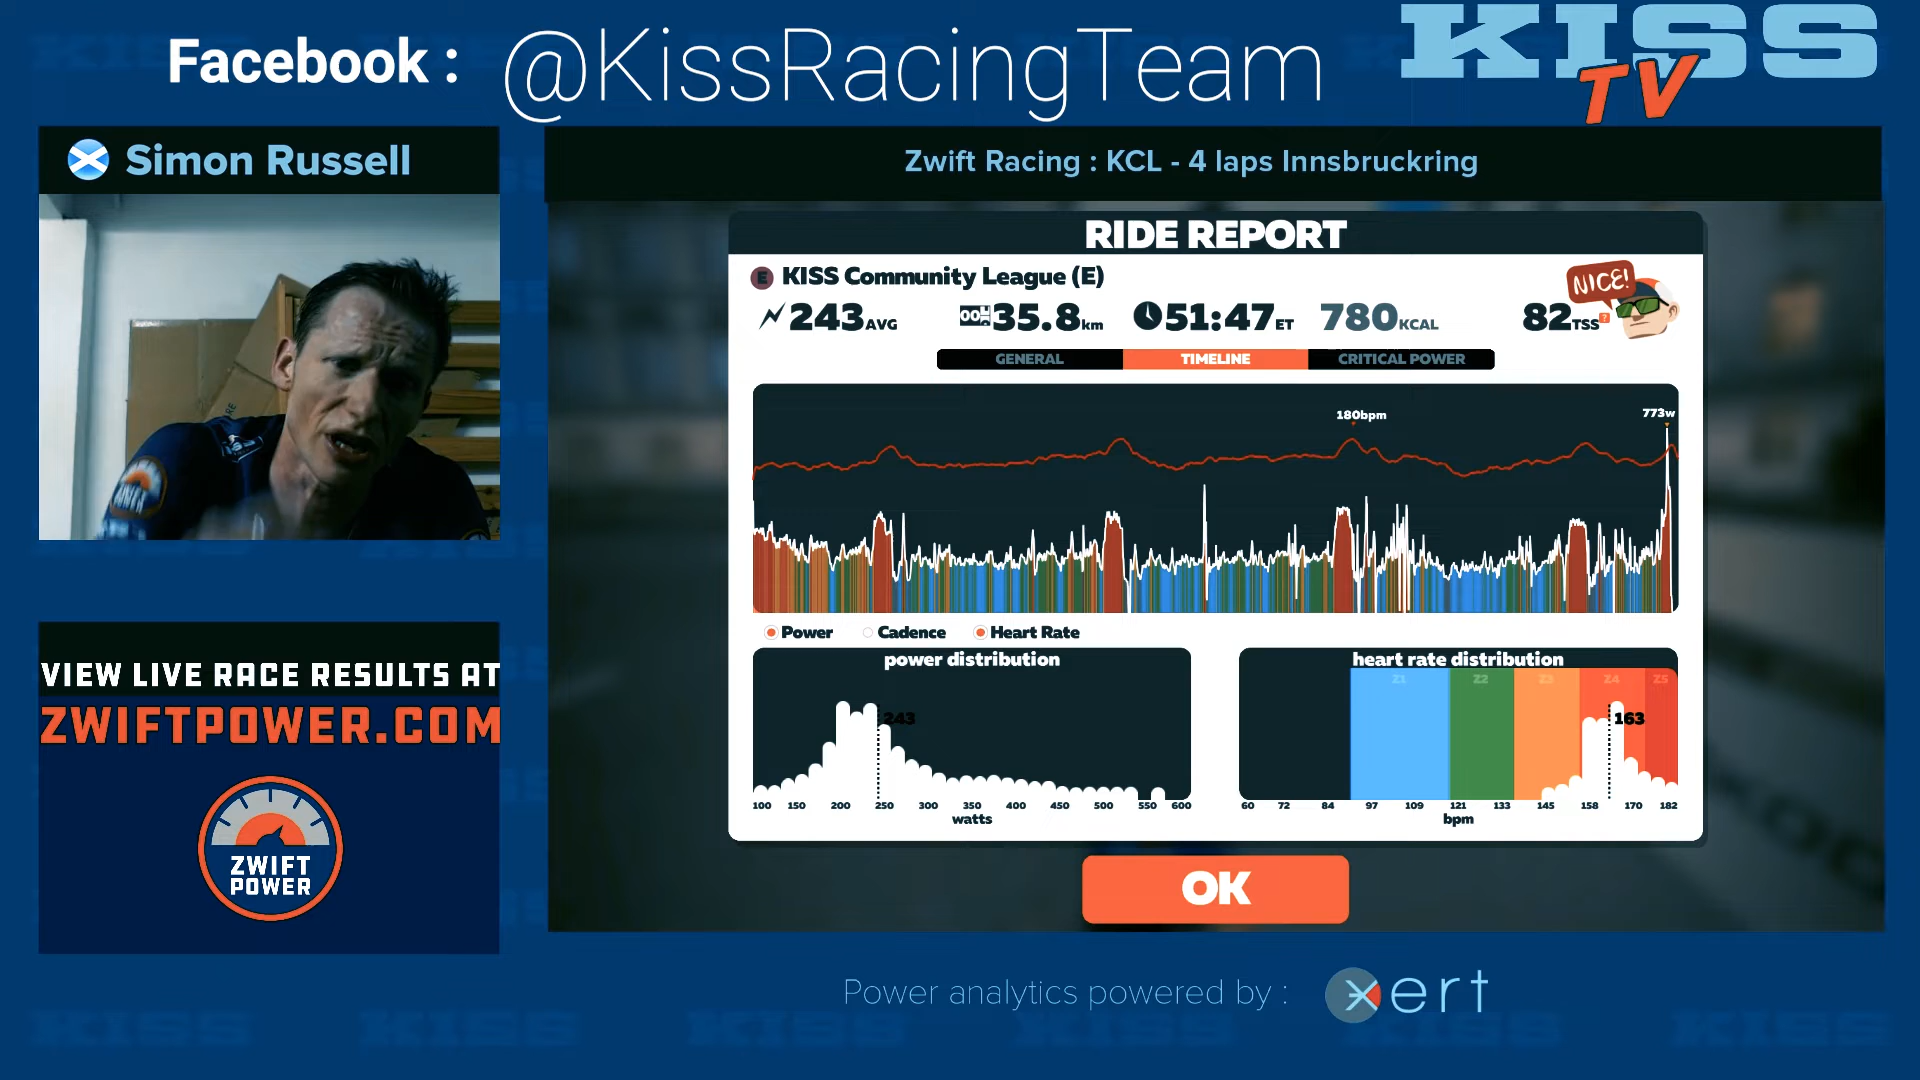 Facebook : @KissRacingTeam
KISS
TV
Simon Russell
Zwift Racing : KCL - 4 laps Innsbruckring
RIDE REPORT
E KISS Community League (E)
243AVG 35.8km 51:47ET 780KCAL 82TSS?
NICE!
GENERAL TIMELINE CRITICAL POWER
180bpm 773w
Power Cadence Heart Rate
power distribution
243
100 150 200 250 300 350 400 450 500 550 600
watts
heart rate distribution
Z1 Z2 Z3 Z4 Z5
163
60 72 84 97 109 121 133 145 158 170 182
bpm
OK
VIEW LIVE RACE RESULTS AT
ZWIFTPOWER.COM
ZWIFT
POWER
Power analytics powered by : xert